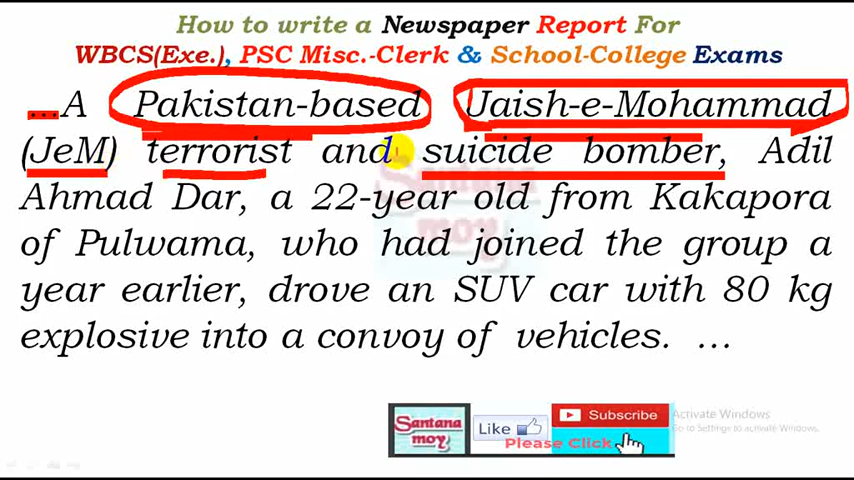 How to write a Newspaper Report For
WBCS(Exe.), PSC Misc.-Clerk & School-College Exams
...A Pakistan-based Jaish-e-Mohammad
(JeM) terrorist and suicide bomber, Adil
Ahmad Dar, a 22-year old from Kakapora
of Pulwama, who had joined the group a
year earlier, drove an SUV car with 80 kg
explosive into a convoy of vehicles. ...
Santana
moy
Santana
moy
Like
Subscribe
Please Click
Activate Windows
Go to Settings to activate Windows.